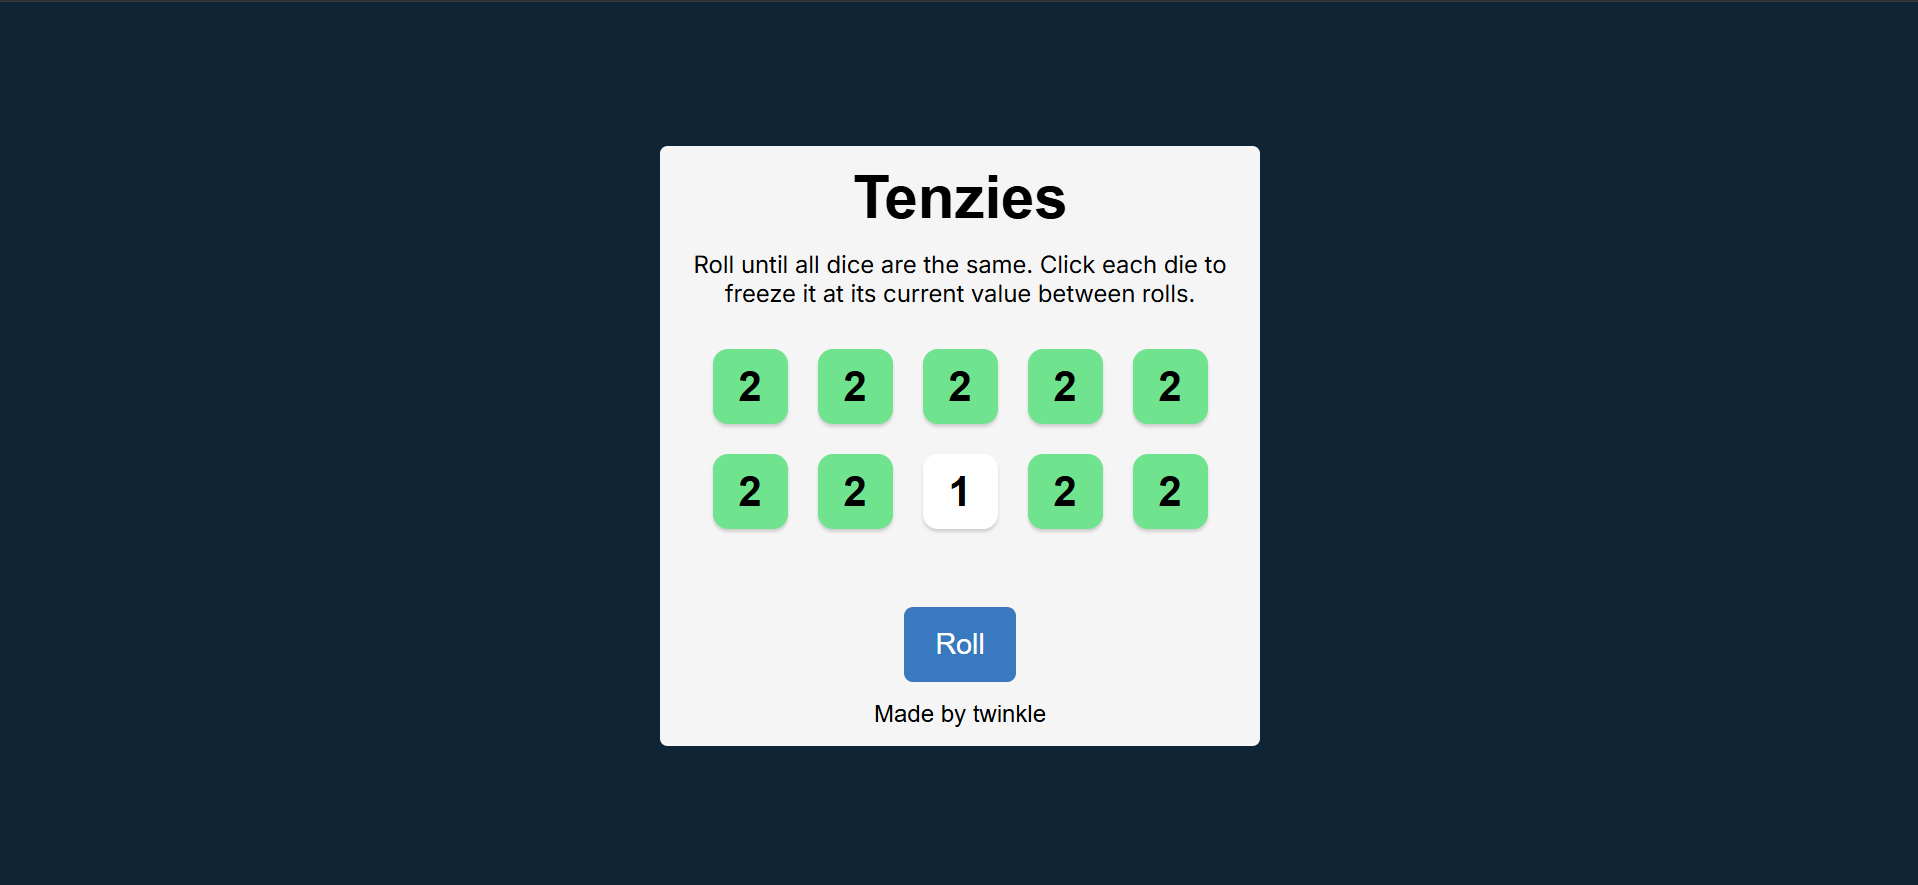 Tenzies
Roll until all dice are the same. Click each die to
freeze it at its current value between rolls.
2 2 2 2 2
2 2 1 2 2
Roll
Made by twinkle